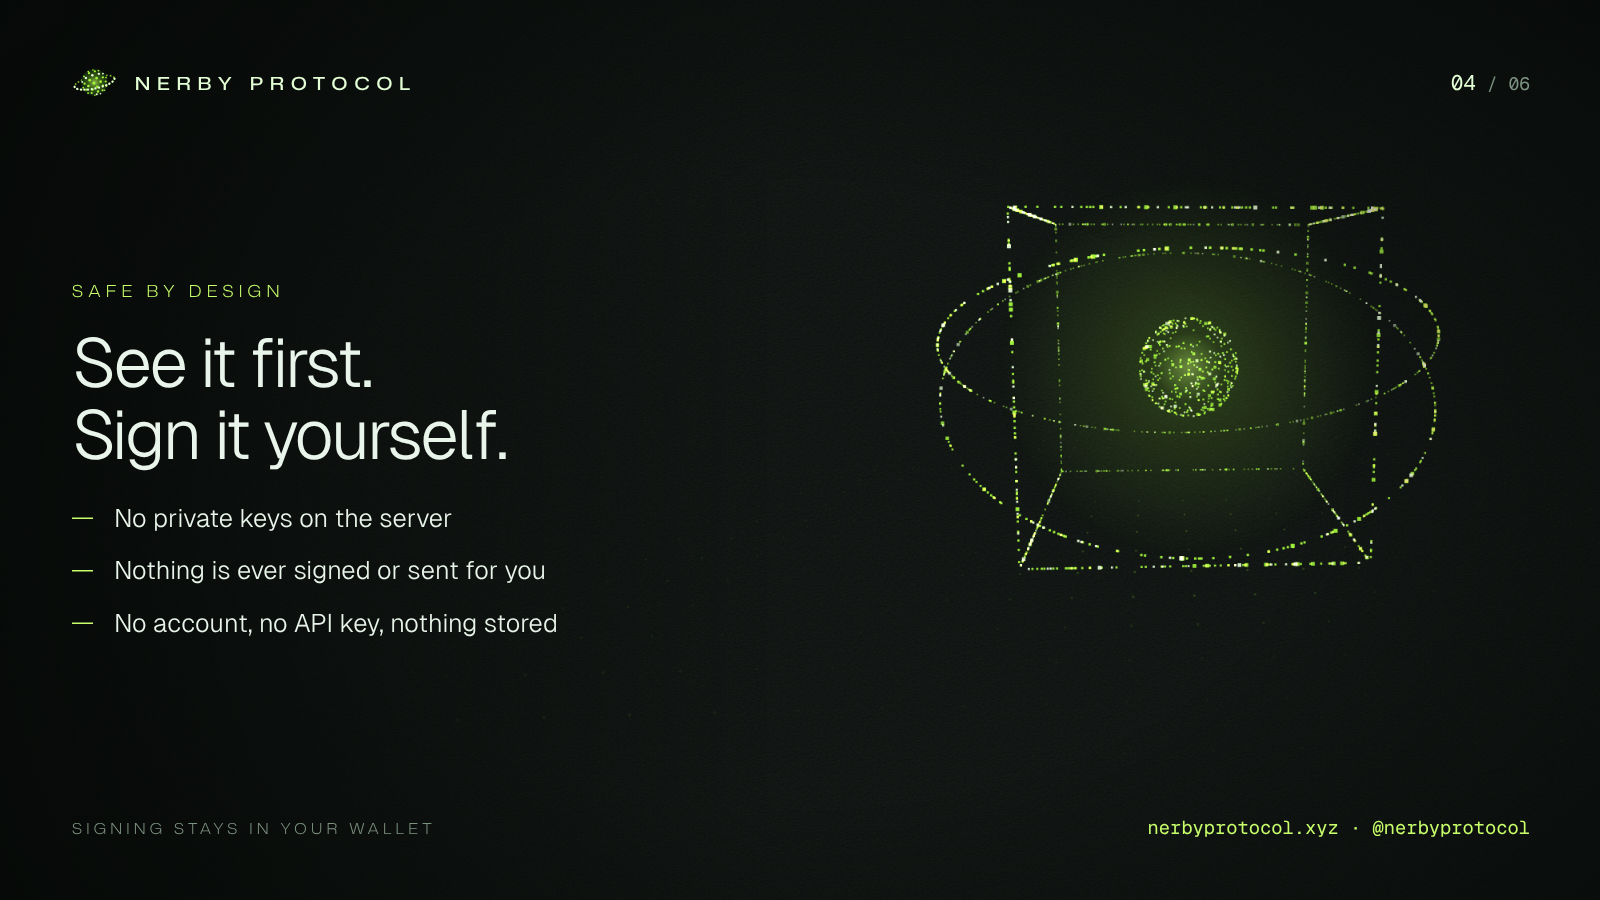 NERBY PROTOCOL
04 / 06
SAFE BY DESIGN
See it first.
Sign it yourself.
— No private keys on the server
— Nothing is ever signed or sent for you
— No account, no API key, nothing stored
SIGNING STAYS IN YOUR WALLET
nerbyprotocol.xyz · @nerbyprotocol